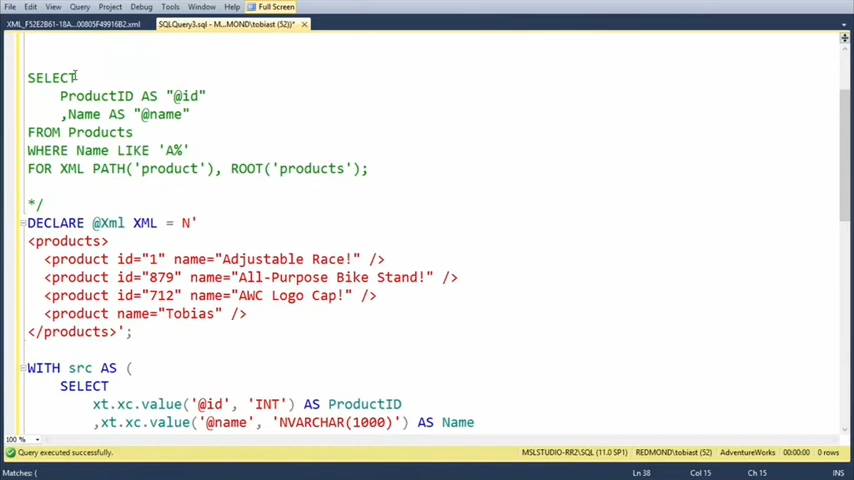 File Edit View Query Project Debug Tools Window Help Full Screen
XML_F52E2B61-18A...00805F49916B2.xml SQLQuery3.sql - M...MOND\tobiast (52))* ×
SELECT
ProductID AS "@id"
,Name AS "@name"
FROM Products
WHERE Name LIKE 'A%'
FOR XML PATH('product'), ROOT('products');
*/
DECLARE @Xml XML = N'
<products>
<product id="1" name="Adjustable Race!" />
<product id="879" name="All-Purpose Bike Stand!" />
<product id="712" name="AWC Logo Cap!" />
<product name="Tobias" />
</products>';
WITH src AS (
SELECT
xt.xc.value('@id', 'INT') AS ProductID
,xt.xc.value('@name', 'NVARCHAR(1000)') AS Name
100 %
Query executed successfully. MSLSTUDIO-RR2\SQL (11.0 SP1) REDMOND\tobiast (52) AdventureWorks 00:00:00 0 rows
Matches: ( Ln 38 Col 15 Ch 15 INS